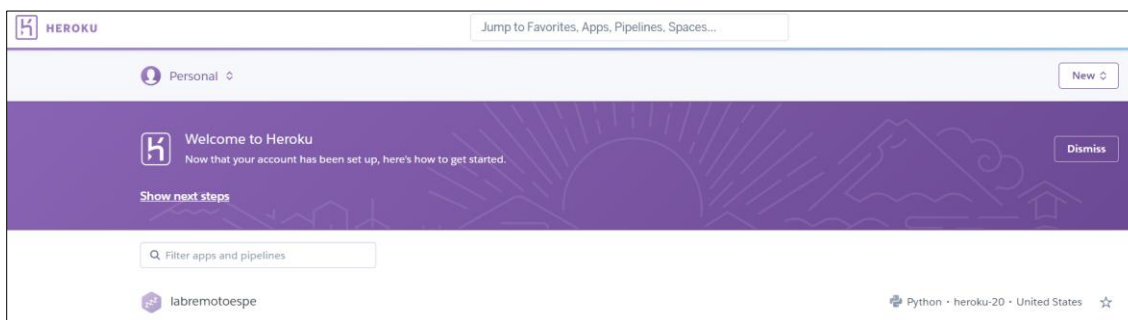 HEROKU
Jump to Favorites, Apps, Pipelines, Spaces...
Personal
New
Welcome to Heroku
Now that your account has been set up, here's how to get started.
Dismiss
Show next steps
Filter apps and pipelines
labremotoespe
Python • heroku-20 • United States